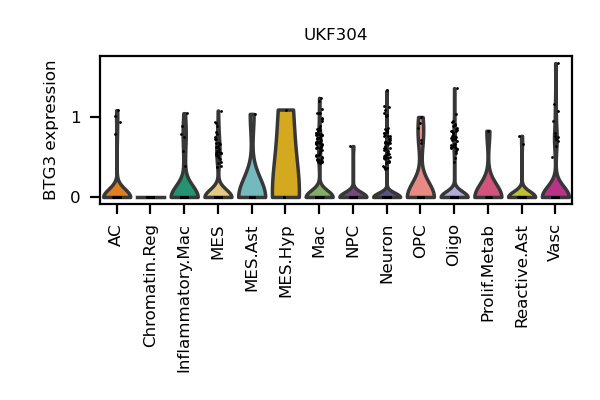 UKF304
BTG3 expression
1
0
AC
Chromatin.Reg
Inflammatory.Mac
MES
MES.Ast
MES.Hyp
Mac
NPC
Neuron
OPC
Oligo
Prolif.Metab
Reactive.Ast
Vasc